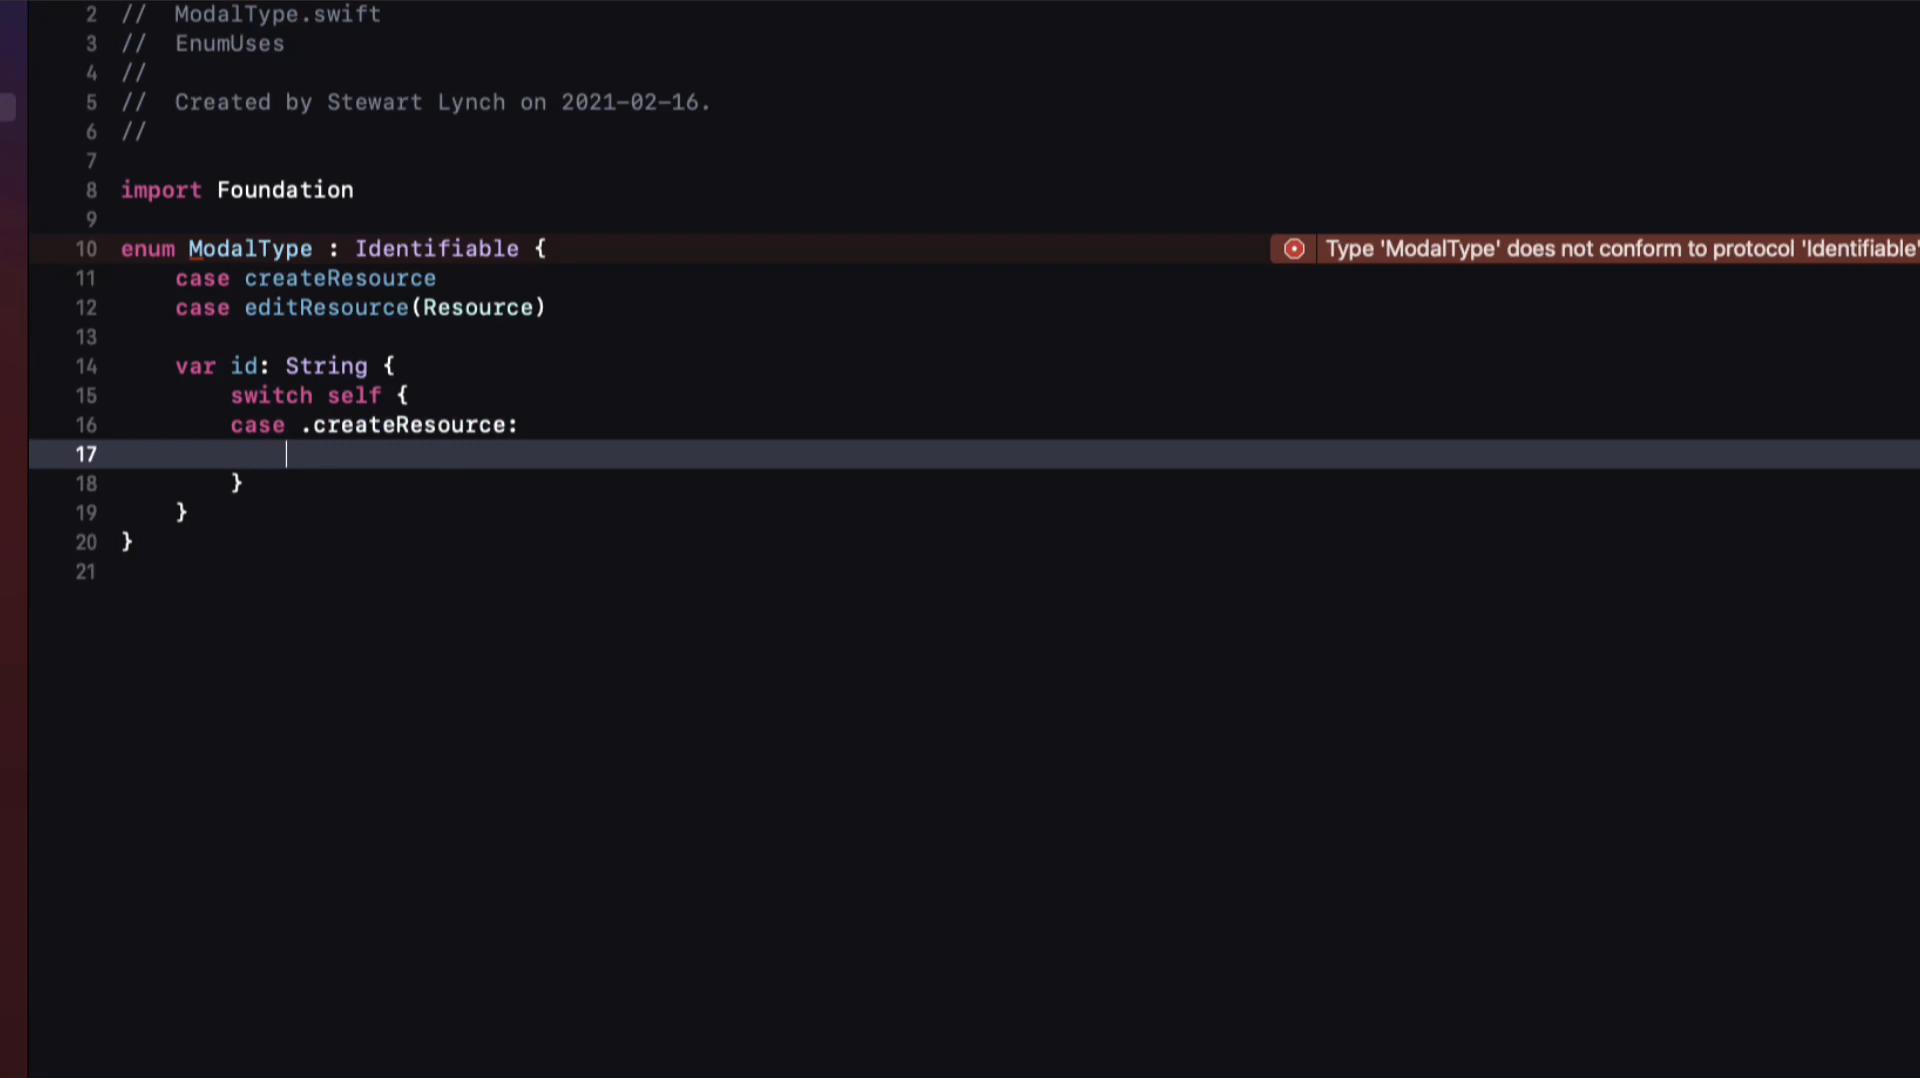 2 //  ModalType.swift
3 //  EnumUses
4 //
5 //  Created by Stewart Lynch on 2021-02-16.
6 //
7
8 import Foundation
9
10 enum ModalType : Identifiable { Type 'ModalType' does not conform to protocol 'Identifiable'
11     case createResource
12     case editResource(Resource)
13
14     var id: String {
15         switch self {
16         case .createResource:
17
18         }
19     }
20 }
21